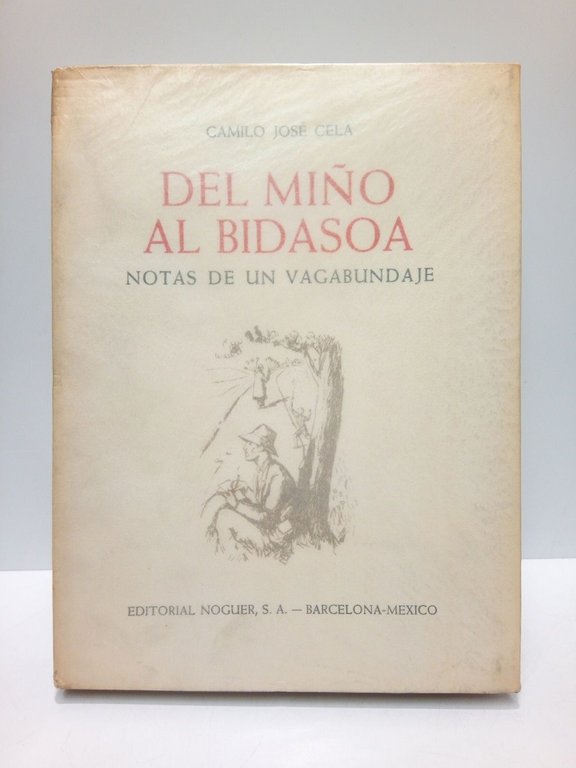 CAMILO JOSÉ CELA
DEL MIÑO
AL BIDASOA
NOTAS DE UN VAGABUNDAJE
EDITORIAL NOGUER, S. A. — BARCELONA-MEXICO